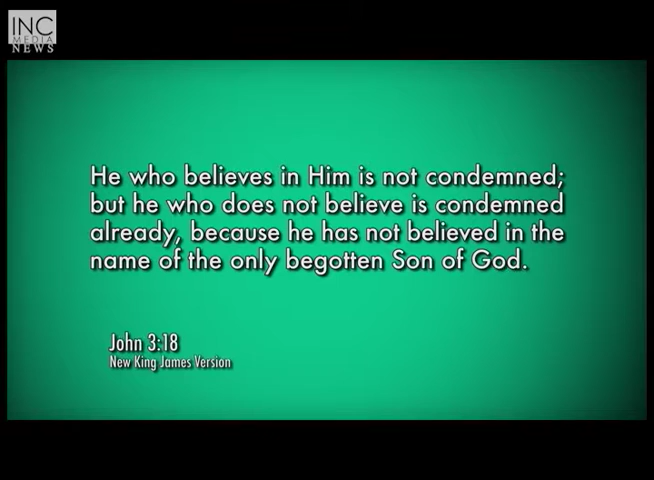 INC
MEDIA
NEWS
He who believes in Him is not condemned;
but he who does not believe is condemned
already, because he has not believed in the
name of the only begotten Son of God.
John 3:18
New King James Version